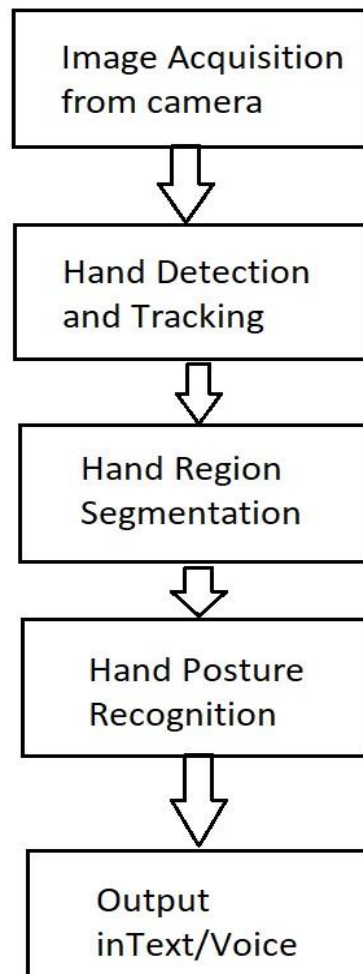 Image Acquisition
from camera
Hand Detection
and Tracking
Hand Region
Segmentation
Hand Posture
Recognition
Output
inText/Voice